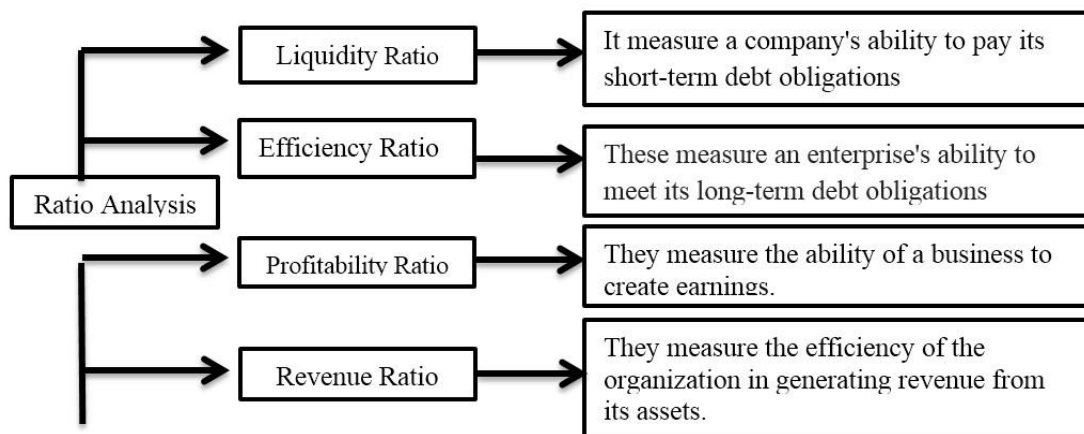 Liquidity Ratio
It measure a company's ability to pay its
short-term debt obligations
Efficiency Ratio
These measure an enterprise's ability to
meet its long-term debt obligations
Ratio Analysis
Profitability Ratio
They measure the ability of a business to
create earnings.
Revenue Ratio
They measure the efficiency of the
organization in generating revenue from
its assets.